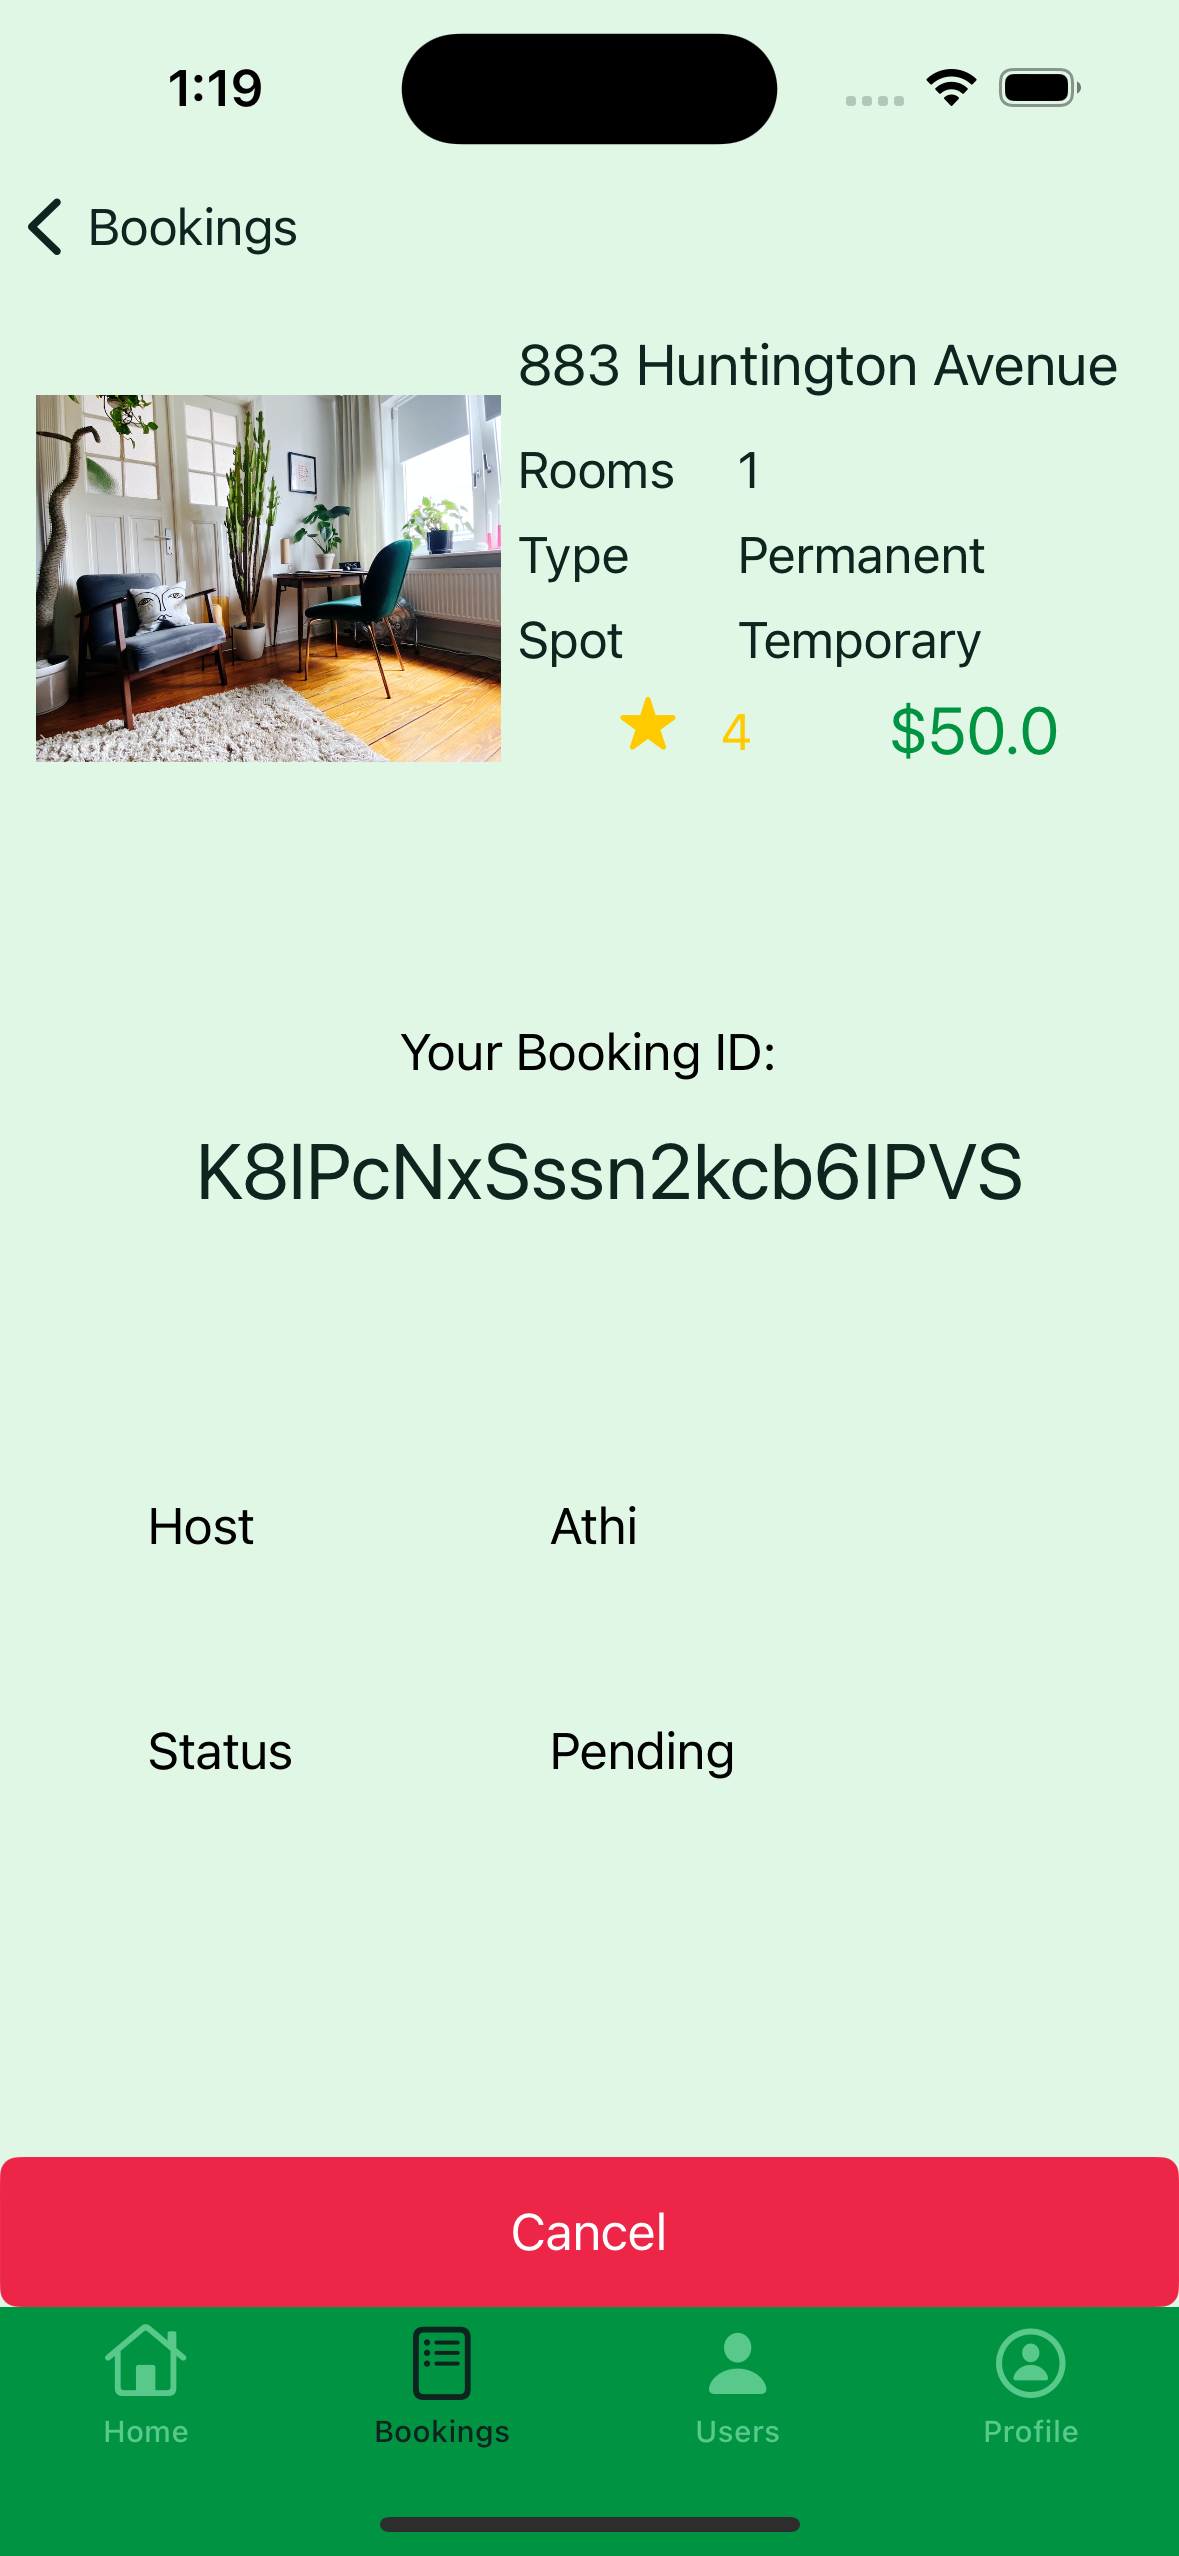 1:19
Bookings
883 Huntington Avenue
Rooms 1
Type Permanent
Spot Temporary
4 $50.0
Your Booking ID:
K8lPcNxSssn2kcb6IPVS
Host Athi
Status Pending
Cancel
Home Bookings Users Profile